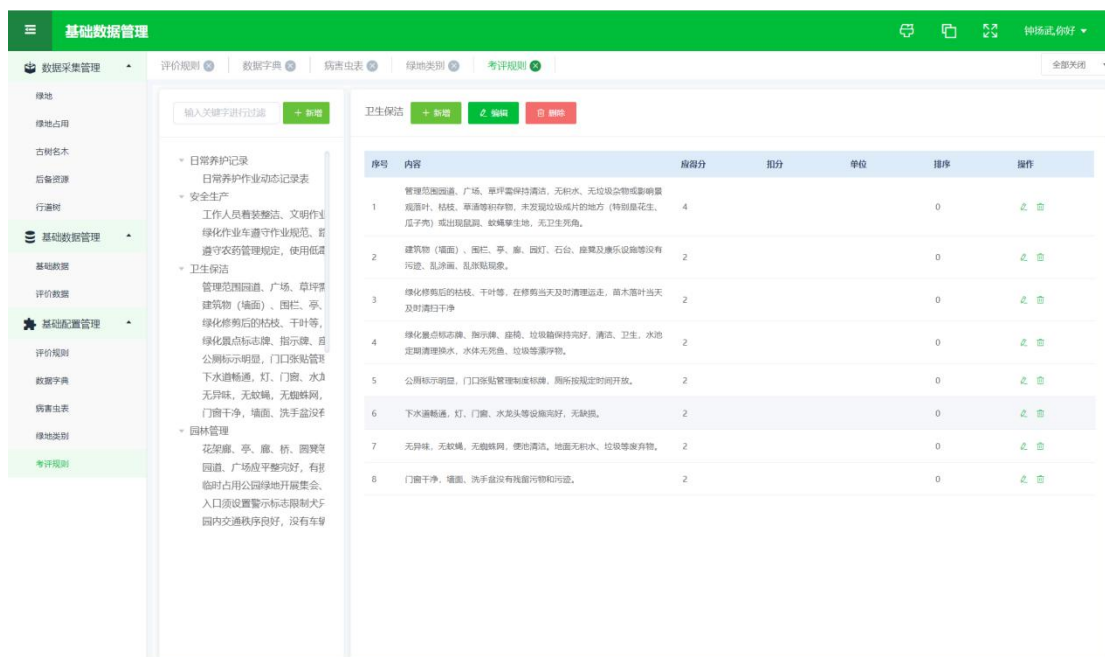 基础数据管理
钟扬武,你好
数据采集管理
绿地
绿地占用
古树名木
后备资源
行道树
基础数据管理
基础数据
评价数据
基础配置管理
评价规则
数据字典
病害虫表
绿地类别
考评规则
评价规则 数据字典 病害虫表 绿地类别 考评规则 全部关闭
输入关键字进行过滤 + 新增
日常养护记录
日常养护作业动态记录表
安全生产
工作人员着装整洁、文明作业
绿化作业车遵守作业规范、
遵守农药管理规定，使用低
卫生保洁
管理范围园道、广场、草坪需
建筑物（墙面）、围栏、亭、
绿化修剪后的枯枝、干叶等，
绿化景点标志牌、指示牌、座
公厕标示明显，门口张贴管理
下水道畅通，灯、门窗、水龙
无异味，无蚊蝇，无蜘蛛网，
门窗干净，墙面、洗手盆没有
园林管理
花架廊、亭、廊、桥、园凳等
园道、广场应平整完好，有损
临时占用公园绿地开展集会、
入口须设置警示标志限制犬只
园内交通秩序良好，没有车辆
卫生保洁 + 新增 编辑 删除
序号 内容 应得分 扣分 单位 排序 操作
管理范围园道、广场、草坪需保持清洁，无积水、无垃圾杂物或影响景
1 观落叶、枯枝、草渣等积存物，未发现垃圾成片的地方（特别是花生、 4 0
瓜子壳）或出现鼠洞、蚊蝇孳生地，无卫生死角。
建筑物（墙面）、围栏、亭、廊、园灯、石台、座凳及康乐设施等没有
2 污迹、乱涂画、乱张贴现象。 2 0
绿化修剪后的枯枝、干叶等，在修剪当天及时清理运走，苗木落叶当天
3 及时清扫干净 2 0
绿化景点标志牌、指示牌、座椅、垃圾箱保持完好，清洁、卫生，水池
4 定期清理换水，水体无死鱼、垃圾等漂浮物。 2 0
5 公厕标示明显，门口张贴管理制度标牌，厕所按规定时间开放。 2 0
6 下水道畅通，灯、门窗、水龙头等设施完好，无缺损。 2 0
7 无异味，无蚊蝇，无蜘蛛网，便池清洁。地面无积水、垃圾等废弃物。 2 0
8 门窗干净，墙面、洗手盆没有残留污物和污迹。 2 0